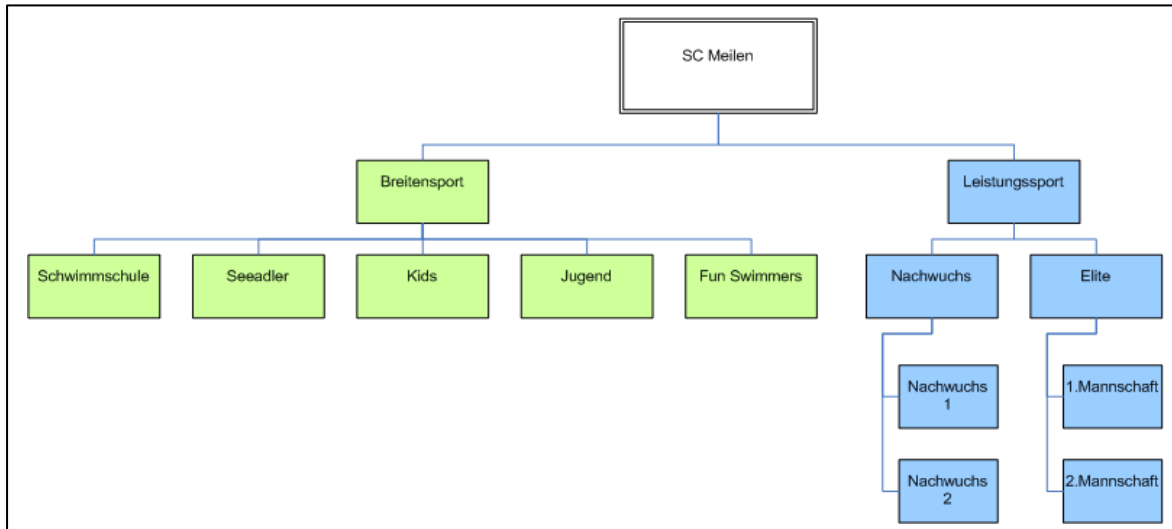 SC Meilen
Breitensport
Leistungssport
Schwimmschule
Seeadler
Kids
Jugend
Fun Swimmers
Nachwuchs
Elite
Nachwuchs
1
1.Mannschaft
Nachwuchs
2
2.Mannschaft